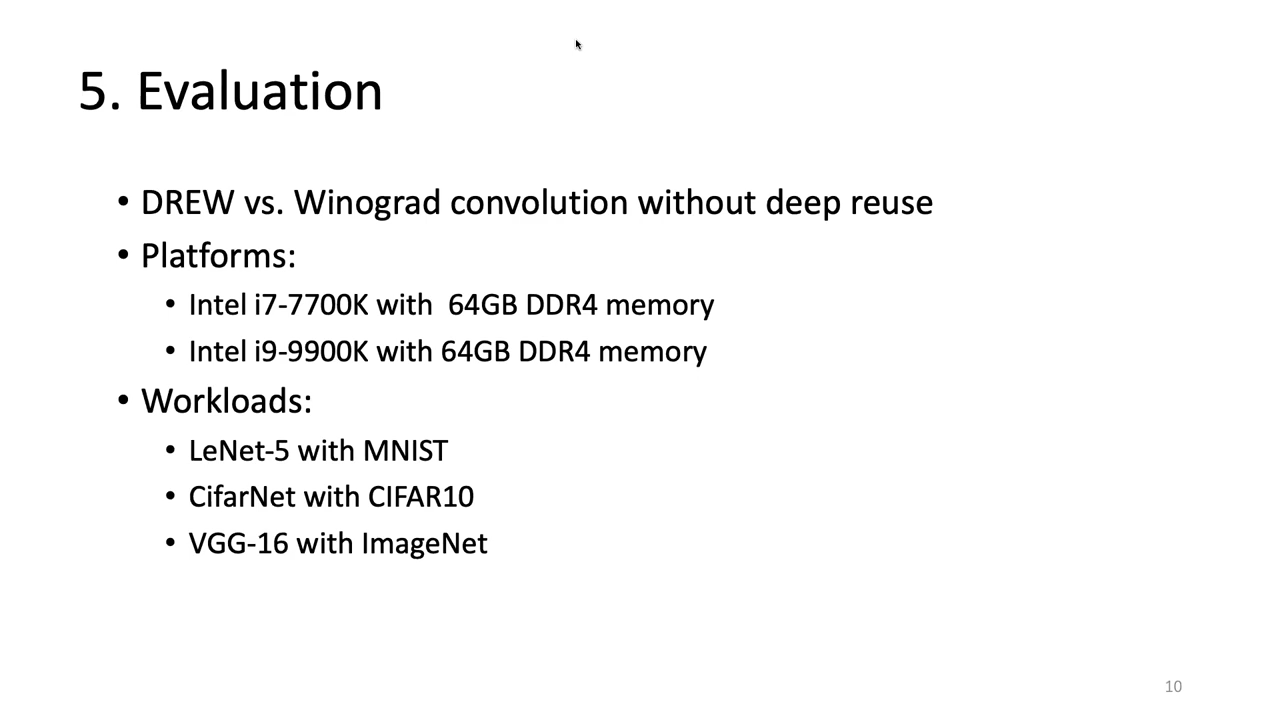 5. Evaluation
• DREW vs. Winograd convolution without deep reuse
• Platforms:
• Intel i7-7700K with  64GB DDR4 memory
• Intel i9-9900K with 64GB DDR4 memory
• Workloads:
• LeNet-5 with MNIST
• CifarNet with CIFAR10
• VGG-16 with ImageNet
10